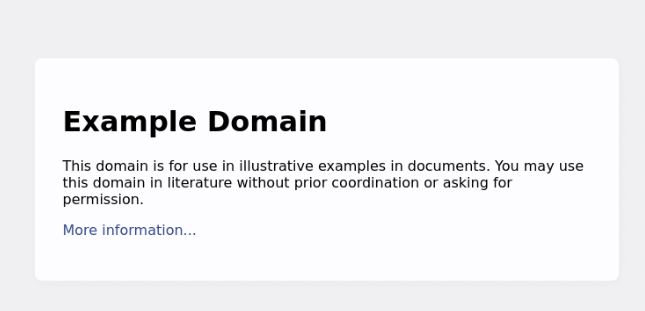 Example Domain
This domain is for use in illustrative examples in documents. You may use
this domain in literature without prior coordination or asking for
permission.
More information...